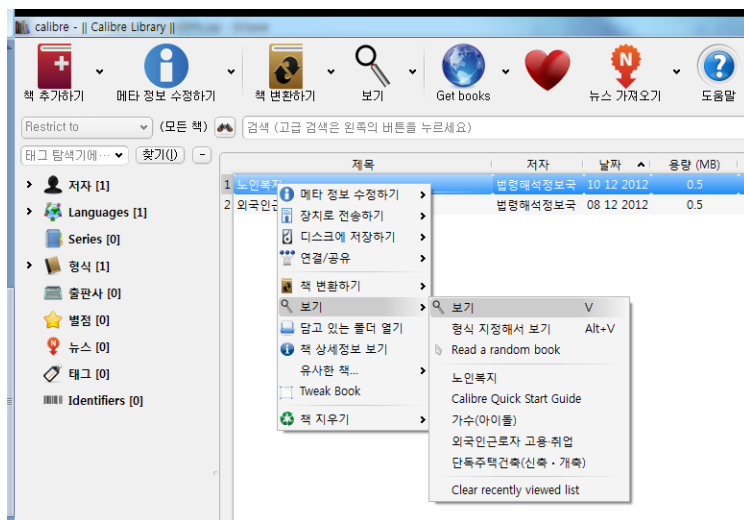 calibre - || Calibre Library ||
책 추가하기
메타 정보 수정하기
책 변환하기
보기
Get books
뉴스 가져오기
도움말
Restrict to
(모든 책)
검색 (고급 검색은 왼쪽의 버튼을 누르세요)
태그 탐색기에…
찾기(J)
-
제목 저자 날짜 용량 (MB)
1 노인복지 법령해석정보국 10 12 2012 0.5
2 외국인근 법령해석정보국 08 12 2012 0.5
저자 [1]
Languages [1]
Series [0]
형식 [1]
출판사 [0]
별점 [0]
뉴스 [0]
태그 [0]
Identifiers [0]
메타 정보 수정하기
장치로 전송하기
디스크에 저장하기
연결/공유
책 변환하기
보기
담고 있는 폴더 열기
책 상세정보 보기
유사한 책...
Tweak Book
책 지우기
보기 V
형식 지정해서 보기 Alt+V
Read a random book
노인복지
Calibre Quick Start Guide
가수(아이돌)
외국인근로자 고용·취업
단독주택건축(신축 · 개축)
Clear recently viewed list